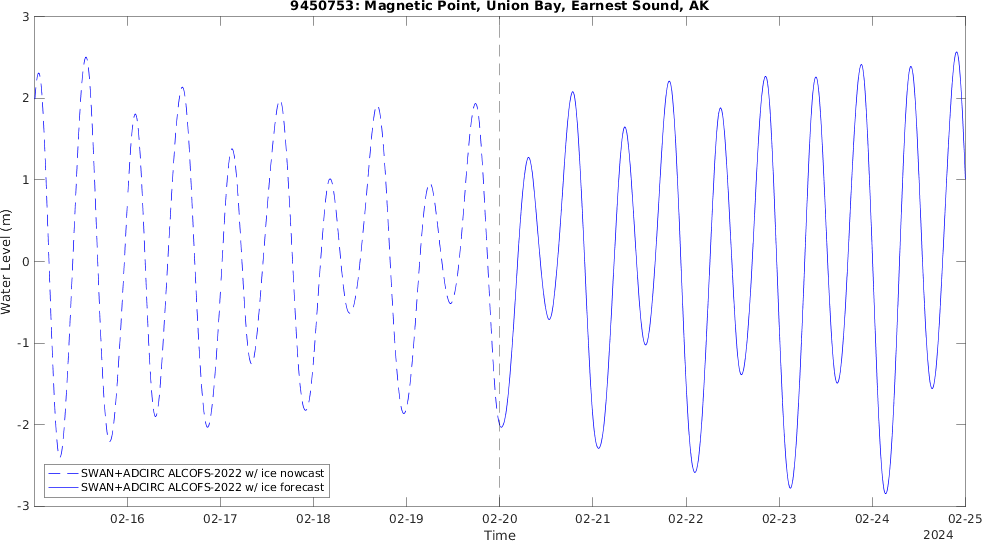 9450753: Magnetic Point, Union Bay, Earnest Sound, AK
3
2
1
0
-1
-2
-3
Water Level (m)
SWAN+ADCIRC ALCOFS-2022 w/ ice nowcast
SWAN+ADCIRC ALCOFS-2022 w/ ice forecast
02-16 02-17 02-18 02-19 02-20 02-21 02-22 02-23 02-24 02-25
Time 2024